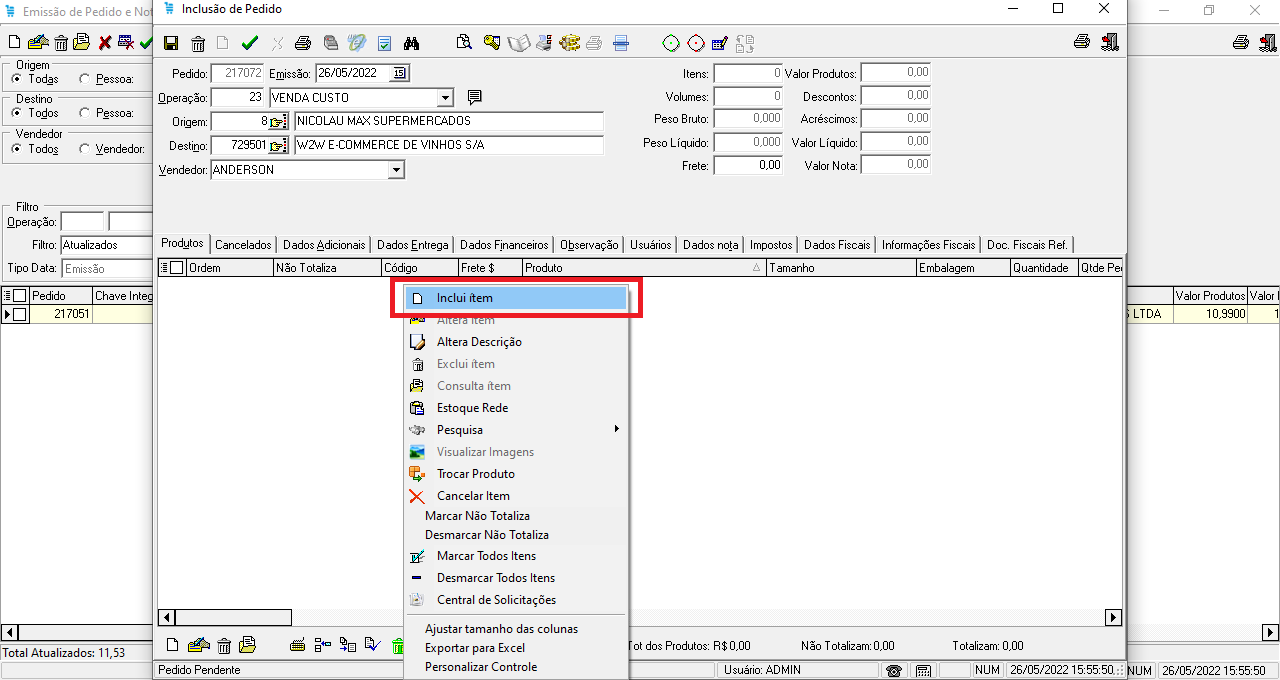 Emissão de Pedido e Not
Inclusão de Pedido
Origem
Todas
Pessoa:
Destino
Todos
Pessoa:
Vendedor
Todos
Vendedor:
Filtro
Operação:
Filtro: Atualizados
Tipo Data: Emissão
Pedido Chave Integ
217051
Total Atualizados: 11,53
Pedido: 217072 Emissão: 26/05/2022 15
Operação: 23 VENDA CUSTO
Origem: 8 NICOLAU MAX SUPERMERCADOS
Destino: 729501 W2W E-COMMERCE DE VINHOS S/A
Vendedor: ANDERSON
Itens: 0 Valor Produtos: 0,00
Volumes: 0 Descontos: 0,00
Peso Bruto: 0,000 Acréscimos: 0,00
Peso Líquido: 0,000 Valor Líquido: 0,00
Frete: 0,00 Valor Nota: 0,00
Produtos Cancelados Dados Adicionais Dados Entrega Dados Financeiros Observação Usuários Dados nota Impostos Dados Fiscais Informações Fiscais Doc. Fiscais Ref.
Ordem Não Totaliza Código Frete $ Produto Tamanho Embalagem Quantidade Qtde Pe
Inclui ítem
Altera ítem
Altera Descrição
Exclui ítem
Consulta ítem
Estoque Rede
Pesquisa
Visualizar Imagens
Trocar Produto
Cancelar Item
Marcar Não Totaliza
Desmarcar Não Totaliza
Marcar Todos Itens
Desmarcar Todos Itens
Central de Solicitações
Ajustar tamanho das colunas
Exportar para Excel
Personalizar Controle
Valor Produtos Valor
S LTDA 10,9900 1
Tot dos Produtos R$ 0,00 Não Totalizam: 0,00 Totalizam: 0,00
Pedido Pendente Usuário: ADMIN NUM 26/05/2022 15:55:50
NUM 26/05/2022 15:55:50